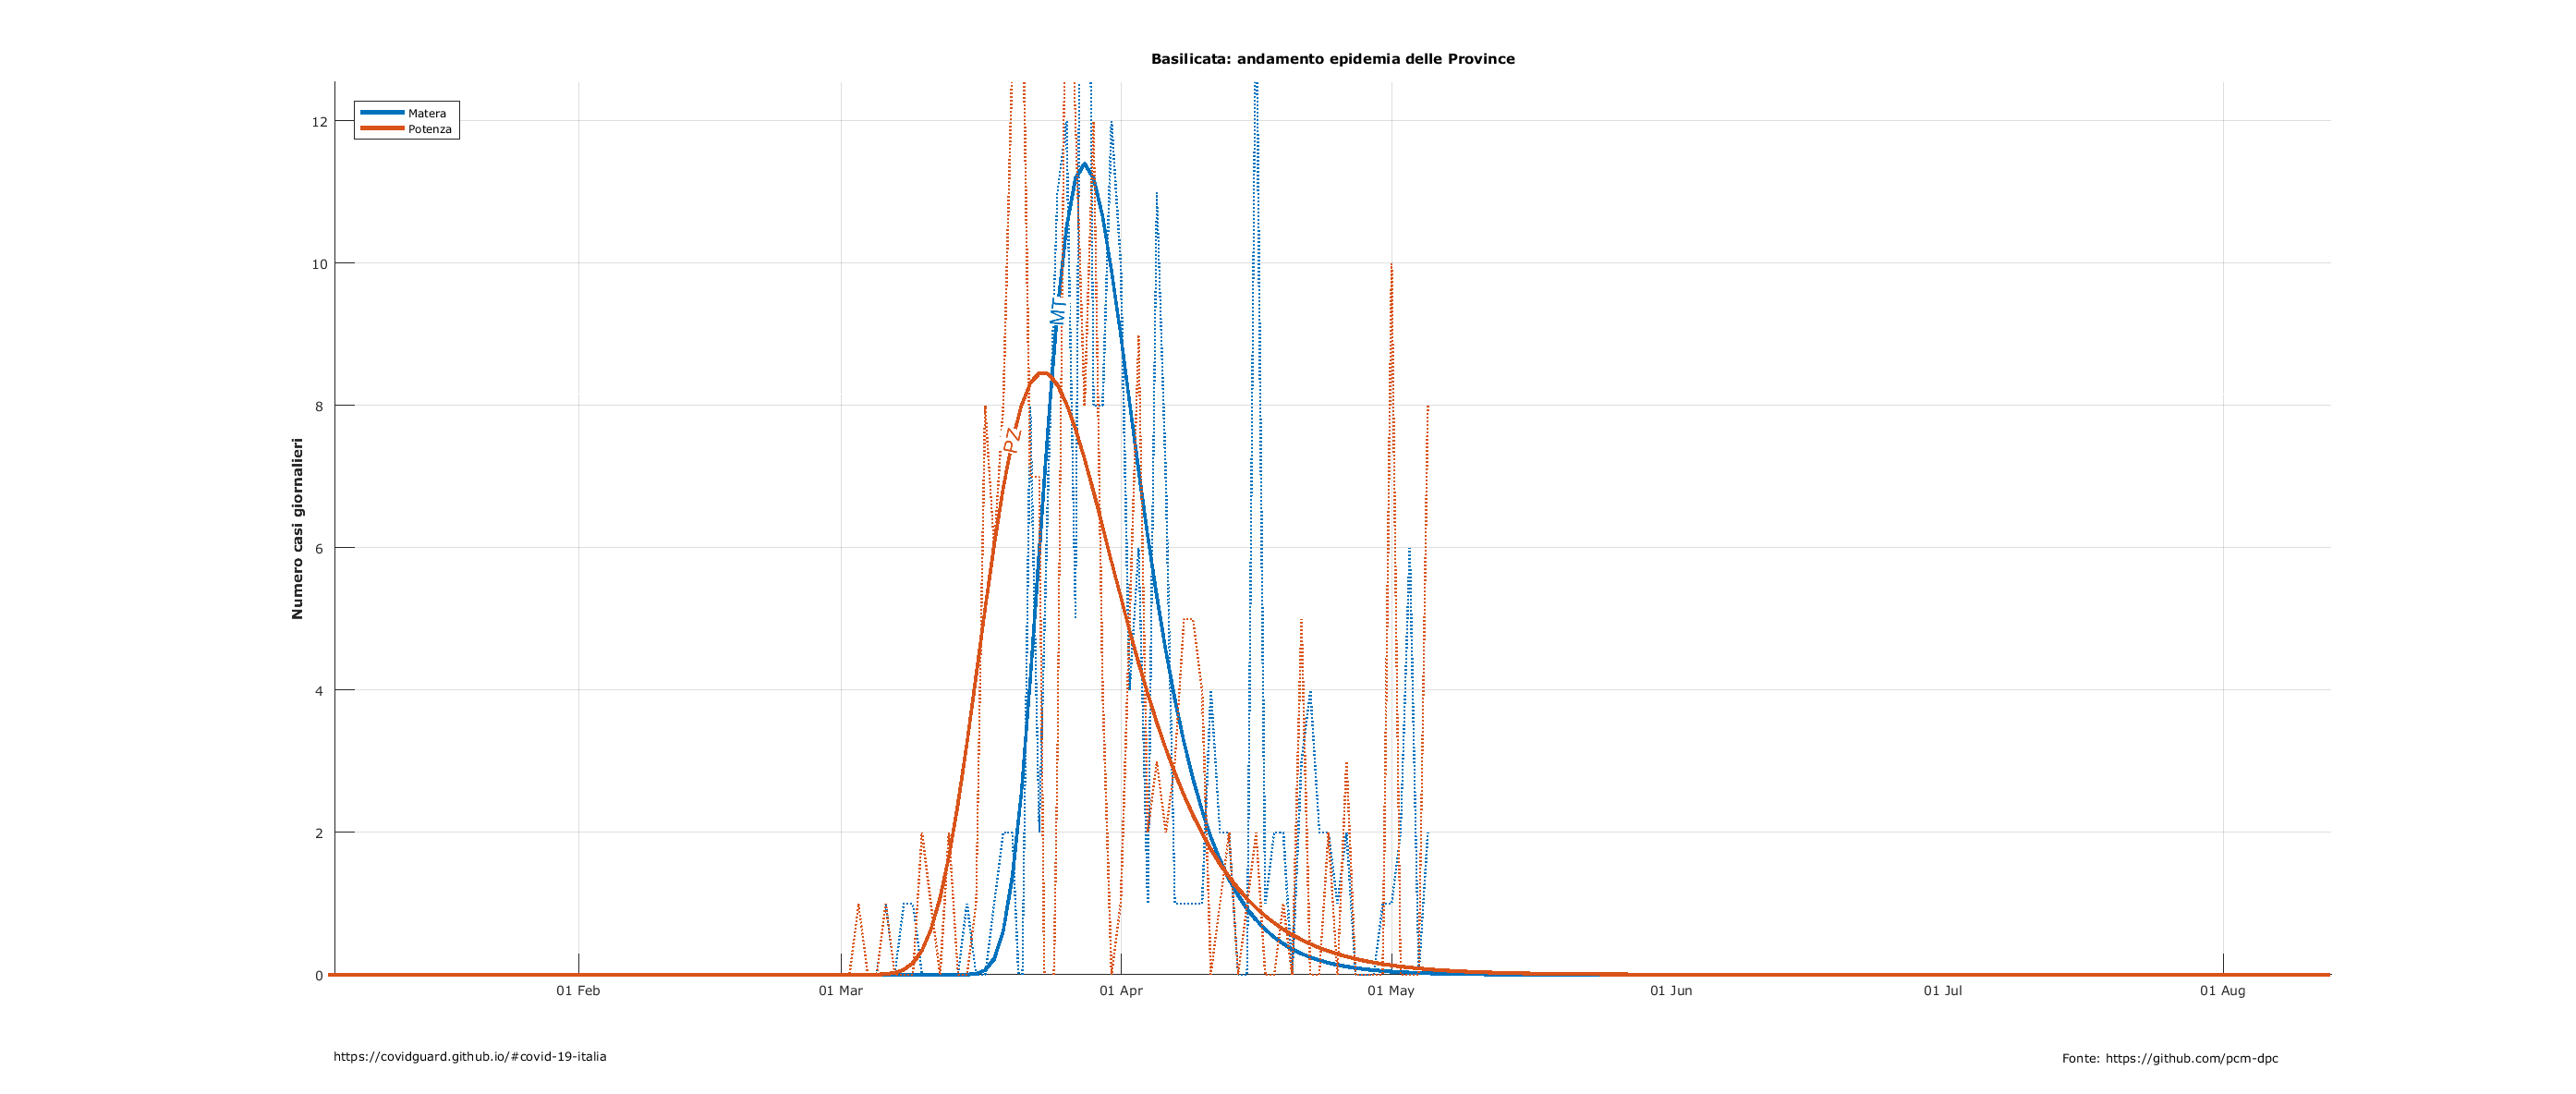 Basilicata: andamento epidemia delle Province
Matera
Potenza
12
10
8
6
4
2
0
Numero casi giornalieri
MT
PZ
01 Feb
01 Mar
01 Apr
01 May
01 Jun
01 Jul
01 Aug
https://covidguard.github.io/#covid-19-italia
Fonte: https://github.com/pcm-dpc